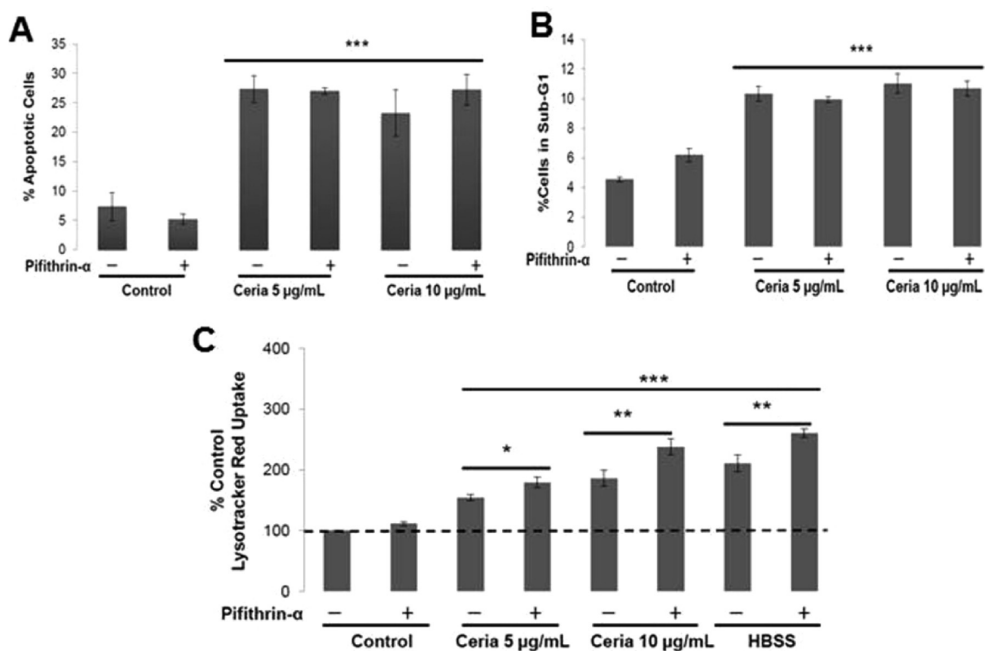 A
% Apoptotic Cells
35
30
25
20
15
10
5
0
***
Pifithrin-α − + − + − +
Control Ceria 5 µg/mL Ceria 10 µg/mL
B
%Cells in Sub-G1
14
12
10
8
6
4
2
0
***
Pifithrin-α − + − + − +
Control Ceria 5 µg/mL Ceria 10 µg/mL
C
% Control
Lysotracker Red Uptake
400
300
200
100
0
***
** **
*
Pifithrin-α − + − + − + − +
Control Ceria 5 µg/mL Ceria 10 µg/mL HBSS